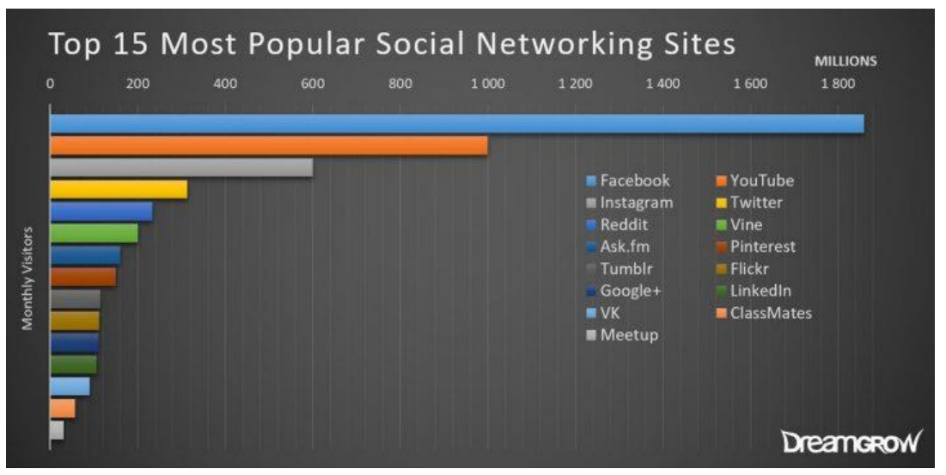 Top 15 Most Popular Social Networking Sites
MILLIONS
0 200 400 600 800 1 000 1 200 1 400 1 600 1 800
Monthly Visitors
Facebook YouTube
Instagram Twitter
Reddit Vine
Ask.fm Pinterest
Tumblr Flickr
Google+ LinkedIn
VK ClassMates
Meetup
DreamGROW